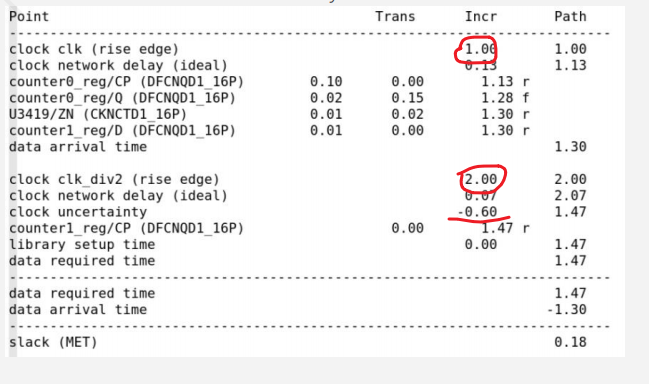 Point Trans Incr Path
-----------------------------------------------------------------------
clock clk (rise edge) 1.00 1.00
clock network delay (ideal) 0.13 1.13
counter0_reg/CP (DFCNQD1_16P) 0.10 0.00 1.13 r
counter0_reg/Q (DFCNQD1_16P) 0.02 0.15 1.28 f
U3419/ZN (CKNCTD1_16P) 0.01 0.02 1.30 r
counter1_reg/D (DFCNQD1_16P) 0.01 0.00 1.30 r
data arrival time 1.30
clock clk_div2 (rise edge) 2.00 2.00
clock network delay (ideal) 0.07 2.07
clock uncertainty -0.60 1.47
counter1_reg/CP (DFCNQD1_16P) 0.00 1.47 r
library setup time 0.00 1.47
data required time 1.47
-----------------------------------------------------------------------
data required time 1.47
data arrival time -1.30
-----------------------------------------------------------------------
slack (MET) 0.18